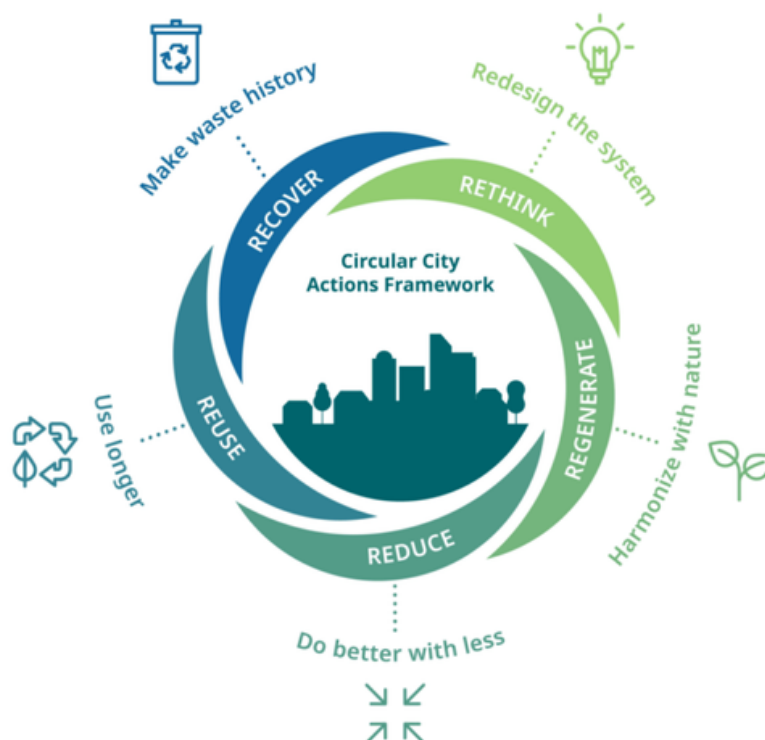 Circular City
Actions Framework
RETHINK
Redesign the system
REGENERATE
Harmonize with nature
REDUCE
Do better with less
REUSE
Use longer
RECOVER
Make waste history